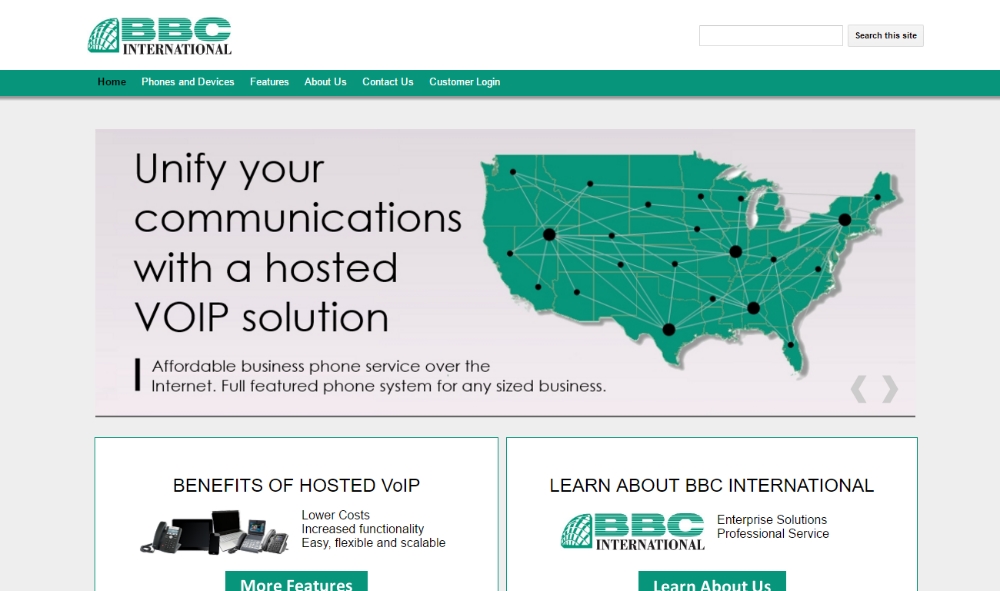 BBC
INTERNATIONAL
Search this site
Home Phones and Devices Features About Us Contact Us Customer Login
Unify your
communications
with a hosted
VOIP solution
Affordable business phone service over the
Internet. Full featured phone system for any sized business.
BENEFITS OF HOSTED VoIP
Lower Costs
Increased functionality
Easy, flexible and scalable
More Features
LEARN ABOUT BBC INTERNATIONAL
BBC
INTERNATIONAL
Enterprise Solutions
Professional Service
Learn About Us